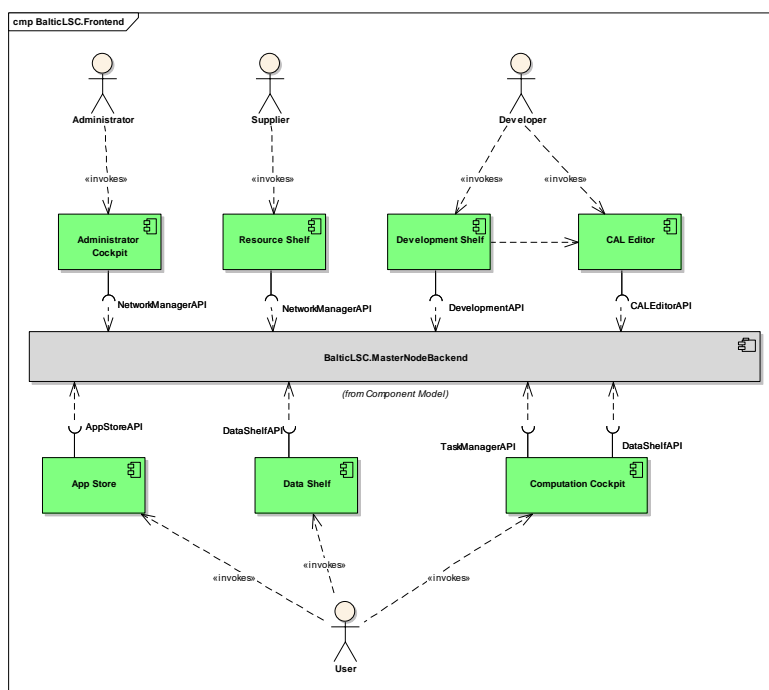 cmp BalticLSC.Frontend
Administrator
Supplier
Developer
«invokes»
«invokes»
«invokes»
«invokes»
Administrator
Cockpit
Resource Shelf
Development Shelf
CAL Editor
NetworkManagerAPI
NetworkManagerAPI
DevelopmentAPI
CALEditorAPI
BalticLSC.MasterNodeBackend
(from Component Model)
AppStoreAPI
DataShelfAPI
TaskManagerAPI
DataShelfAPI
App Store
Data Shelf
Computation Cockpit
«invokes»
«invokes»
«invokes»
User